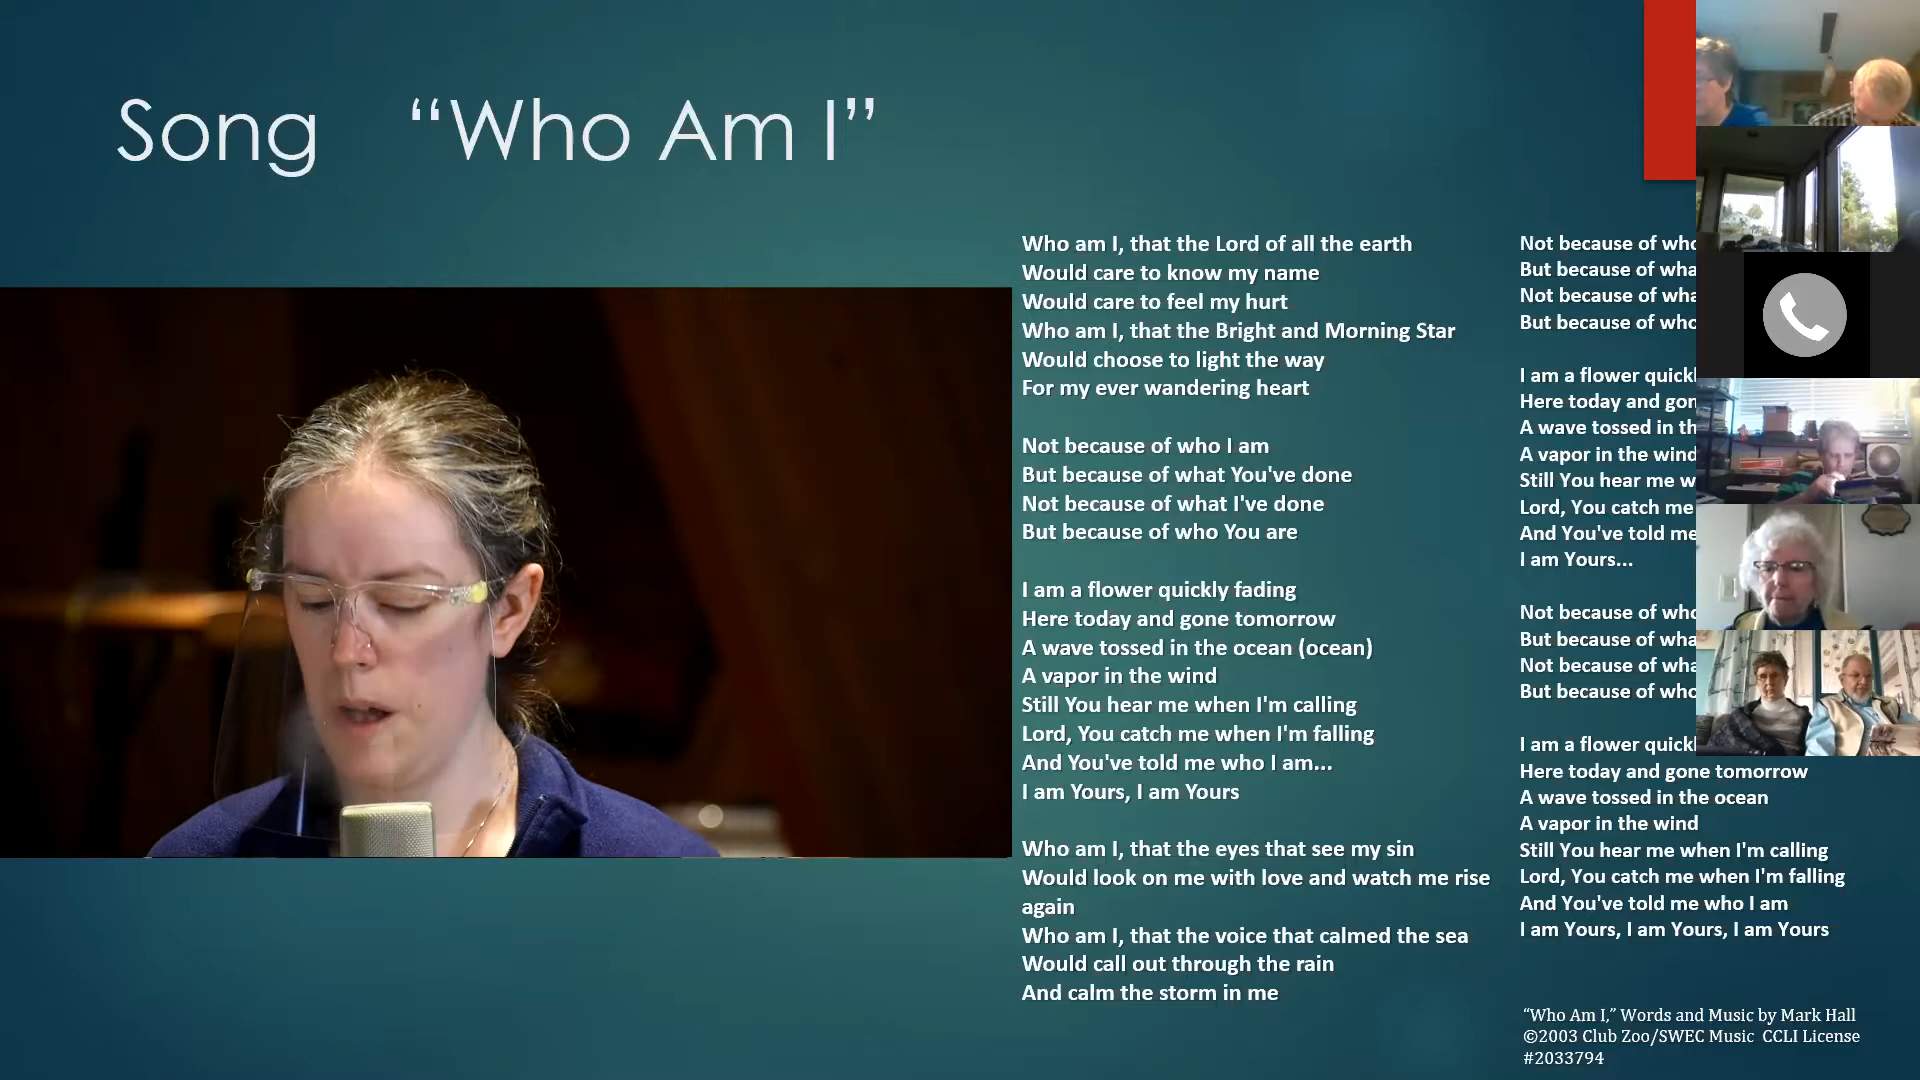 Song “Who Am I”
Who am I, that the Lord of all the earth
Would care to know my name
Would care to feel my hurt
Who am I, that the Bright and Morning Star
Would choose to light the way
For my ever wandering heart
Not because of who I am
But because of what You've done
Not because of what I've done
But because of who You are
I am a flower quickly fading
Here today and gone tomorrow
A wave tossed in the ocean (ocean)
A vapor in the wind
Still You hear me when I'm calling
Lord, You catch me when I'm falling
And You've told me who I am...
I am Yours, I am Yours
Who am I, that the eyes that see my sin
Would look on me with love and watch me rise
again
Who am I, that the voice that calmed the sea
Would call out through the rain
And calm the storm in me
Not because of who
But because of wha
Not because of wha
But because of who
I am a flower quickl
Here today and gon
A wave tossed in th
A vapor in the wind
Still You hear me w
Lord, You catch me
And You've told me
I am Yours...
Not because of who
But because of wha
Not because of wha
But because of who
I am a flower quickl
Here today and gone tomorrow
A wave tossed in the ocean
A vapor in the wind
Still You hear me when I'm calling
Lord, You catch me when I'm falling
And You've told me who I am
I am Yours, I am Yours, I am Yours
“Who Am I,” Words and Music by Mark Hall
©2003 Club Zoo/SWEC Music CCLI License
#2033794